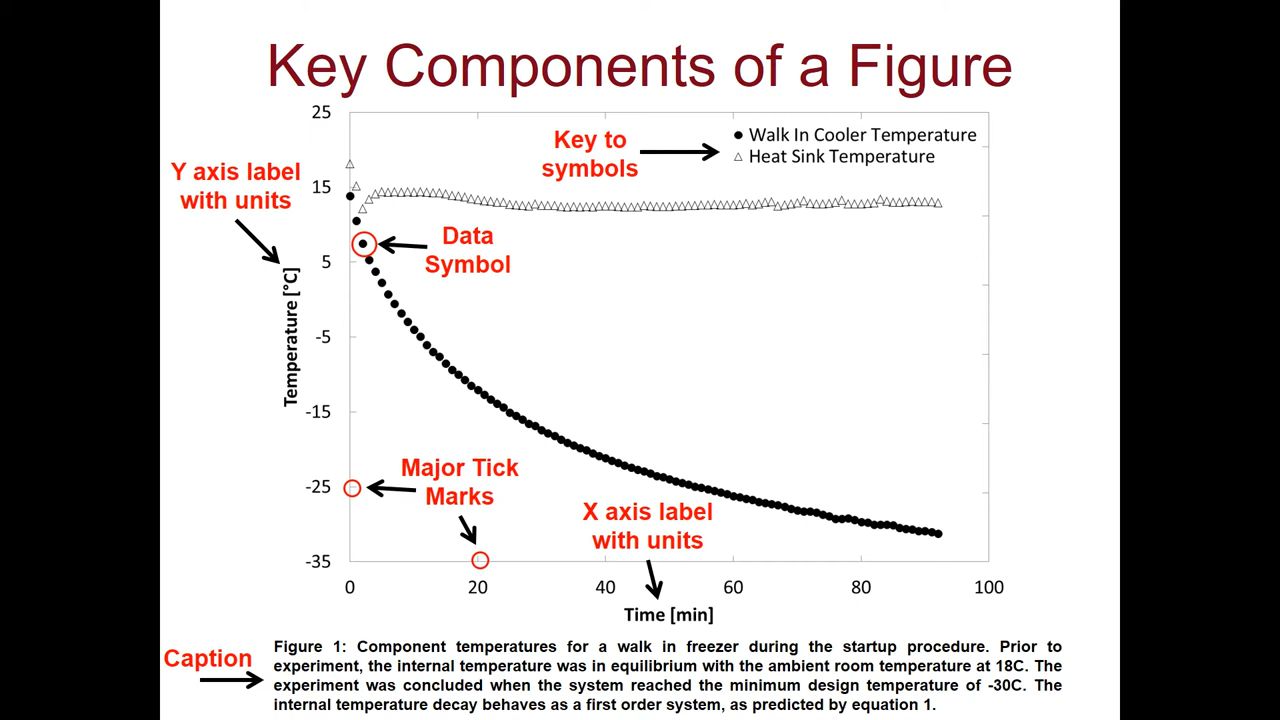 Key Components of a Figure
25
15
5
-5
-15
-25
-35
0 20 40 60 80 100
Temperature [°C]
Time [min]
Walk In Cooler Temperature
Heat Sink Temperature
Key to
symbols
Y axis label
with units
Data
Symbol
Major Tick
Marks
X axis label
with units
Caption
Figure 1: Component temperatures for a walk in freezer during the startup procedure. Prior to
experiment, the internal temperature was in equilibrium with the ambient room temperature at 18C. The
experiment was concluded when the system reached the minimum design temperature of -30C. The
internal temperature decay behaves as a first order system, as predicted by equation 1.